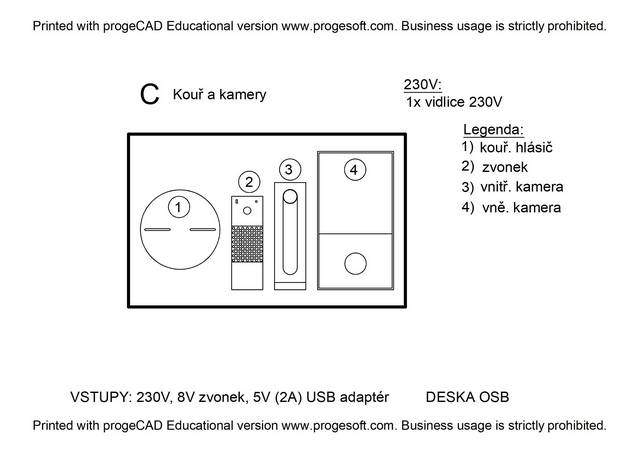 Printed with progeCAD Educational version www.progesoft.com. Business usage is strictly prohibited.
C Kouř a kamery
230V:
1x vidlice 230V
Legenda:
1) kouř. hlásič
2) zvonek
3) vnitř. kamera
4) vně. kamera
1
2
3
4
VSTUPY: 230V, 8V zvonek, 5V (2A) USB adaptér DESKA OSB
Printed with progeCAD Educational version www.progesoft.com. Business usage is strictly prohibited.